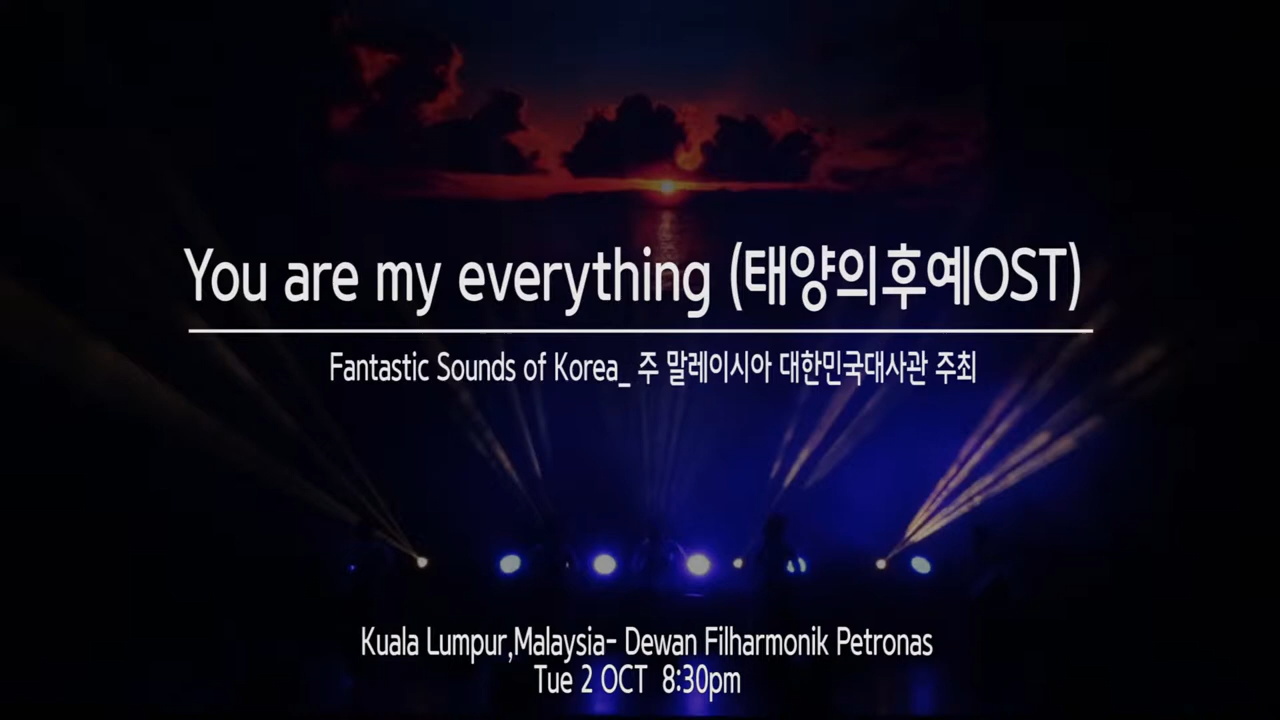 You are my everything (태양의후예OST)
Fantastic Sounds of Korea_ 주 말레이시아 대한민국대사관 주최
Kuala Lumpur,Malaysia- Dewan Filharmonik Petronas
Tue 2 OCT 8:30pm